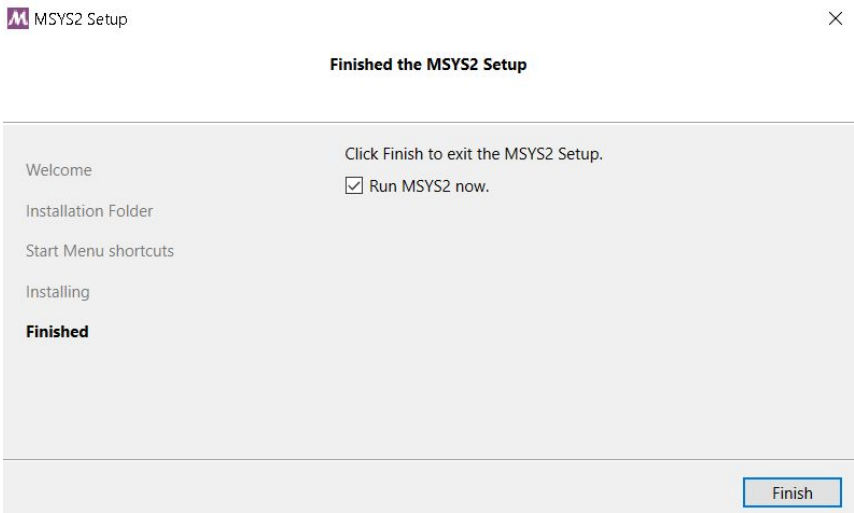 MSYS2 Setup
Finished the MSYS2 Setup
Welcome
Installation Folder
Start Menu shortcuts
Installing
Finished
Click Finish to exit the MSYS2 Setup.
Run MSYS2 now.
Finish